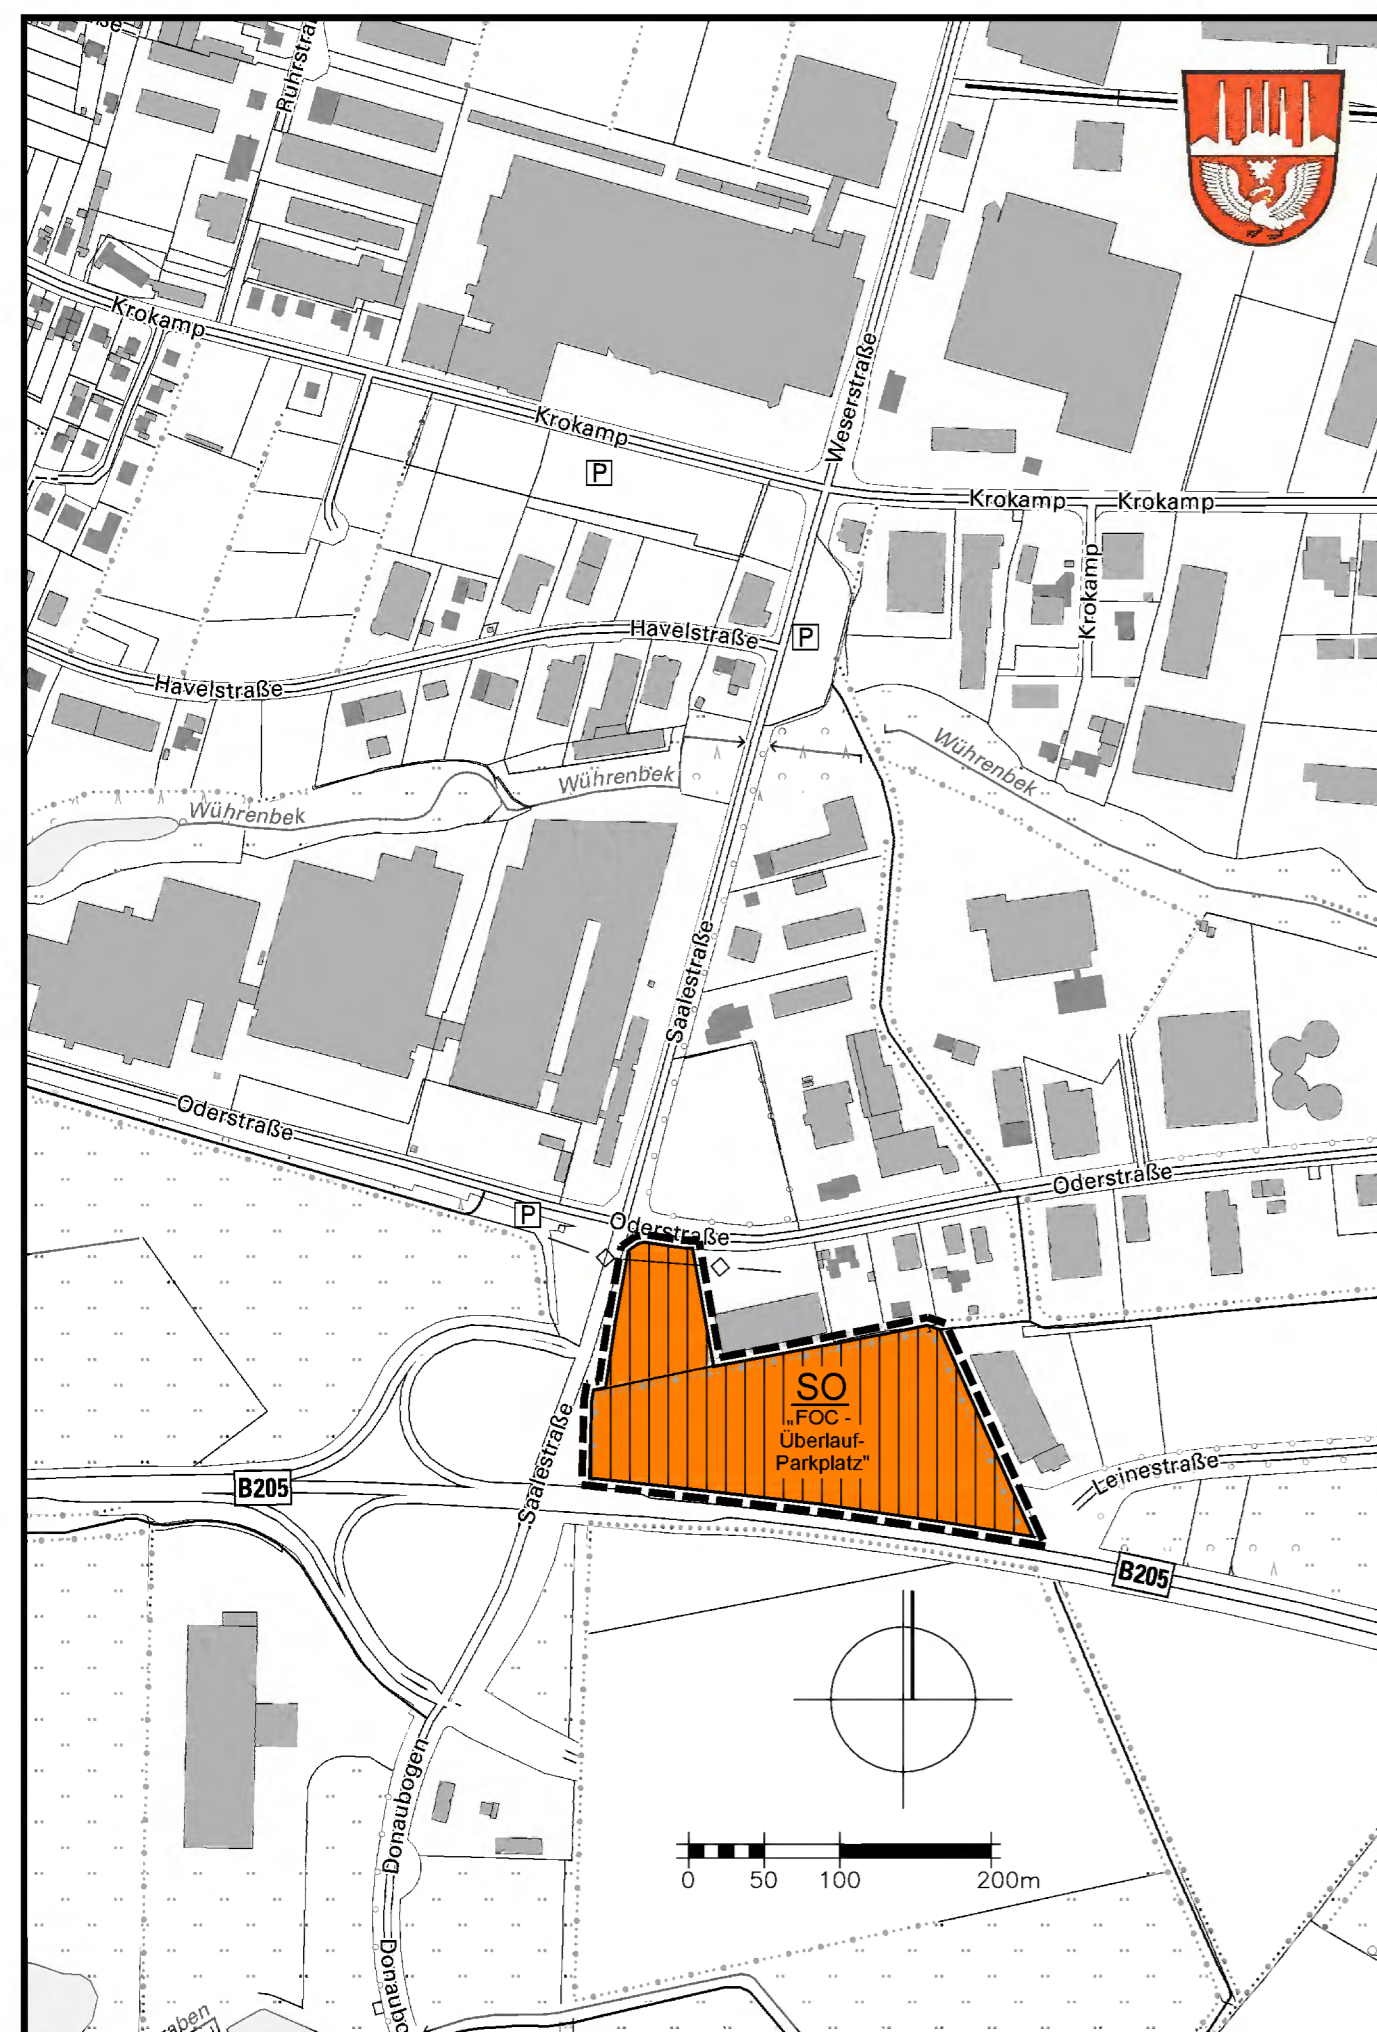 Krokamp
Krokamp
Weserstraße
P
Krokamp
Krokamp
Krokamp
Havelstraße
P
Havelstraße
Wührenbek
Wührenbek
Wührenbek
Saalestraße
Oderstraße
Oderstraße
P
Oderstraße
SO
„FOC -
Überlauf-
Parkplatz"
Saalestraße
Leinestraße
B205
B205
Donaubogen
0 50 100 200m